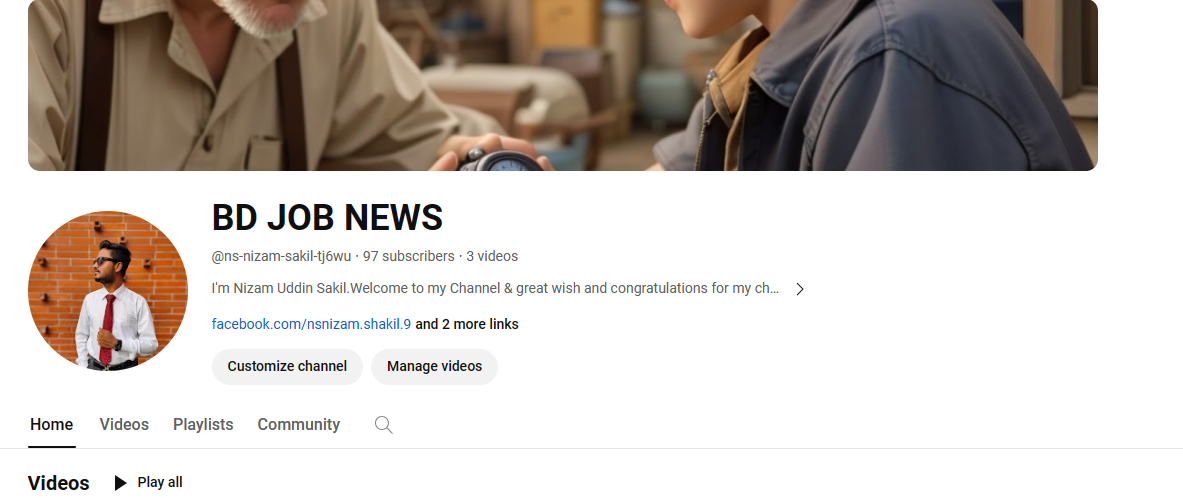 BD JOB NEWS
@ns-nizam-sakil-tj6wu · 97 subscribers · 3 videos
I'm Nizam Uddin Sakil.Welcome to my Channel & great wish and congratulations for my ch...
facebook.com/nsnizam.shakil.9 and 2 more links
Customize channel Manage videos
Home Videos Playlists Community
Videos Play all